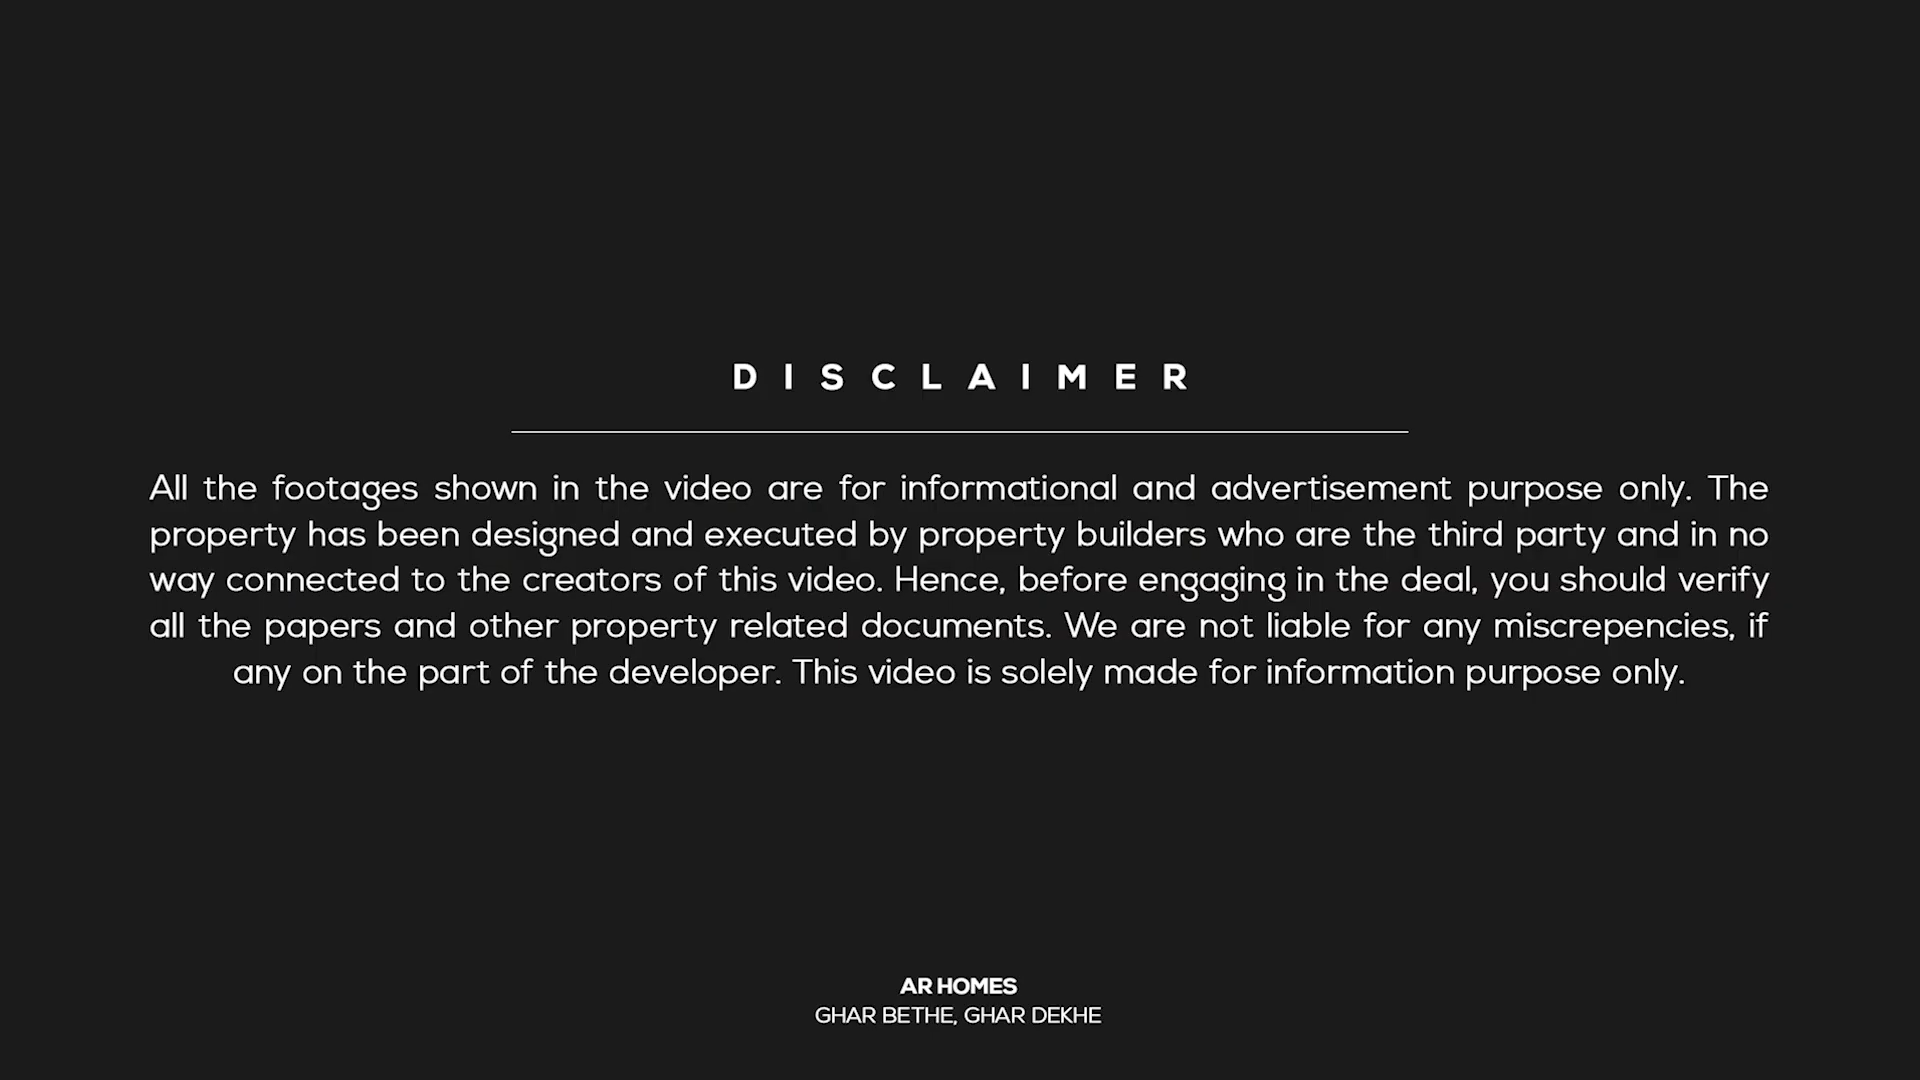 DISCLAIMER
All the footages shown in the video are for informational and advertisement purpose only. The
property has been designed and executed by property builders who are the third party and in no
way connected to the creators of this video. Hence, before engaging in the deal, you should verify
all the papers and other property related documents. We are not liable for any miscrepencies, if
any on the part of the developer. This video is solely made for information purpose only.
AR HOMES
GHAR BETHE, GHAR DEKHE